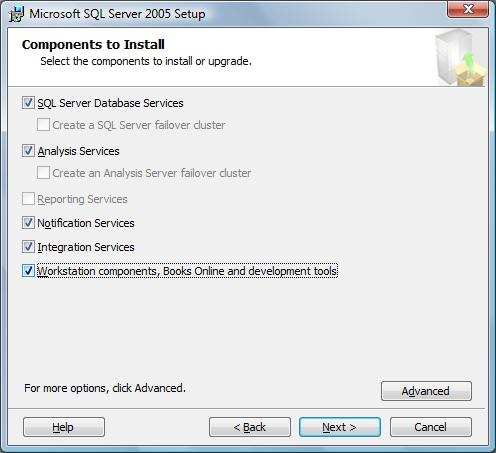 Microsoft SQL Server 2005 Setup
Components to Install
Select the components to install or upgrade.
SQL Server Database Services
Create a SQL Server failover cluster
Analysis Services
Create an Analysis Server failover cluster
Reporting Services
Notification Services
Integration Services
Workstation components, Books Online and development tools
For more options, click Advanced.
Advanced
Help
< Back
Next >
Cancel